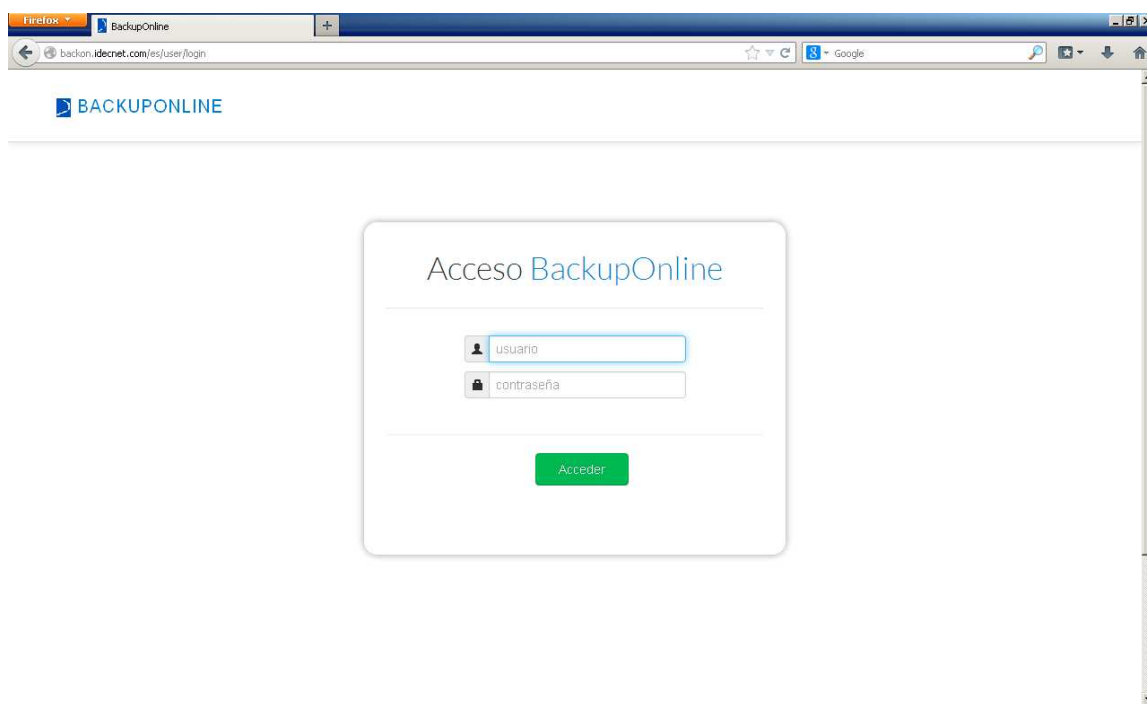 Firefox
BackupOnline
backon.idecnet.com/es/user/login
Google
BACKUPONLINE
Acceso BackupOnline
usuario
contraseña
Acceder